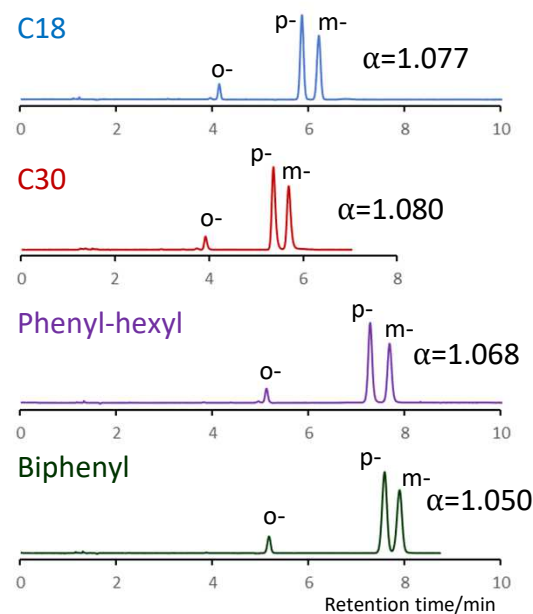 C18
p- m-
o-
α=1.077
0 2 4 6 8 10
C30
p-
m-
o-
α=1.080
0 2 4 6 8
Phenyl-hexyl
p-
m-
o-
α=1.068
0 2 4 6 8 10
Biphenyl
p-
m-
o-
α=1.050
0 2 4 6 8 10
Retention time/min